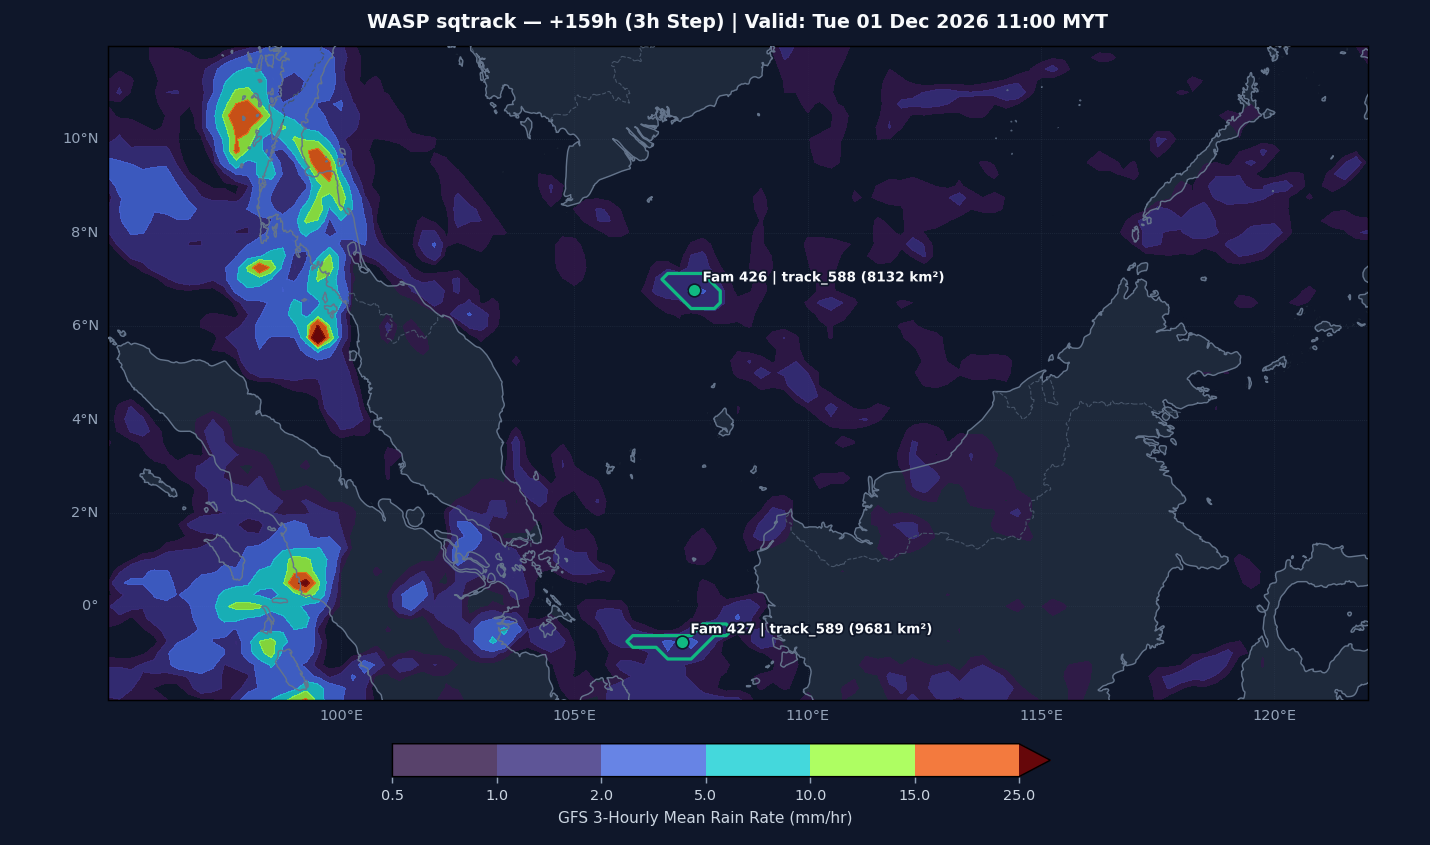 WASP sqtrack — +159h (3h Step) | Valid: Tue 01 Dec 2026 11:00 MYT
10°N
8°N
6°N
4°N
2°N
0°
Fam 426 | track_588 (8132 km²)
Fam 427 | track_589 (9681 km²)
100°E
105°E
110°E
115°E
120°E
0.5
1.0
2.0
5.0
10.0
15.0
25.0
GFS 3-Hourly Mean Rain Rate (mm/hr)